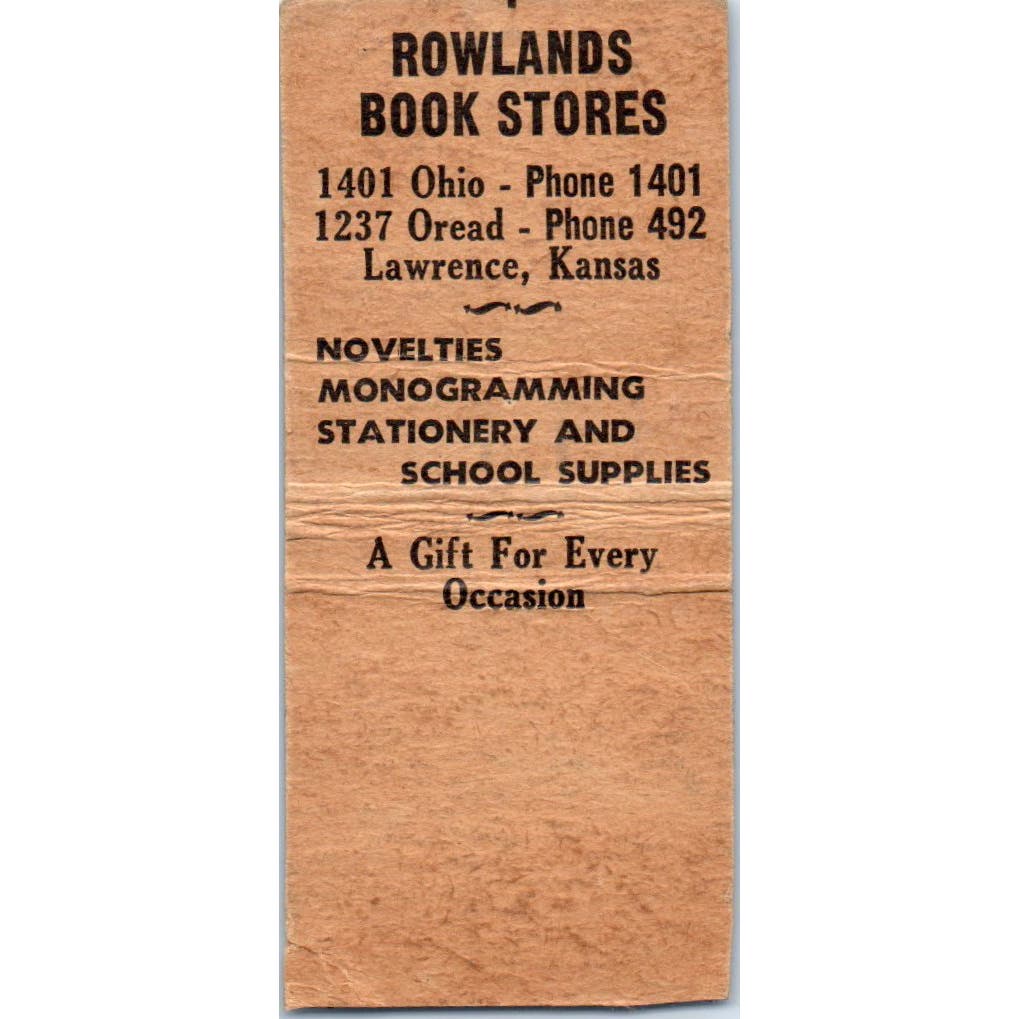 ROWLANDS
BOOK STORES
1401 Ohio - Phone 1401
1237 Oread - Phone 492
Lawrence, Kansas
NOVELTIES
MONOGRAMMING
STATIONERY AND
SCHOOL SUPPLIES
A Gift For Every
Occasion